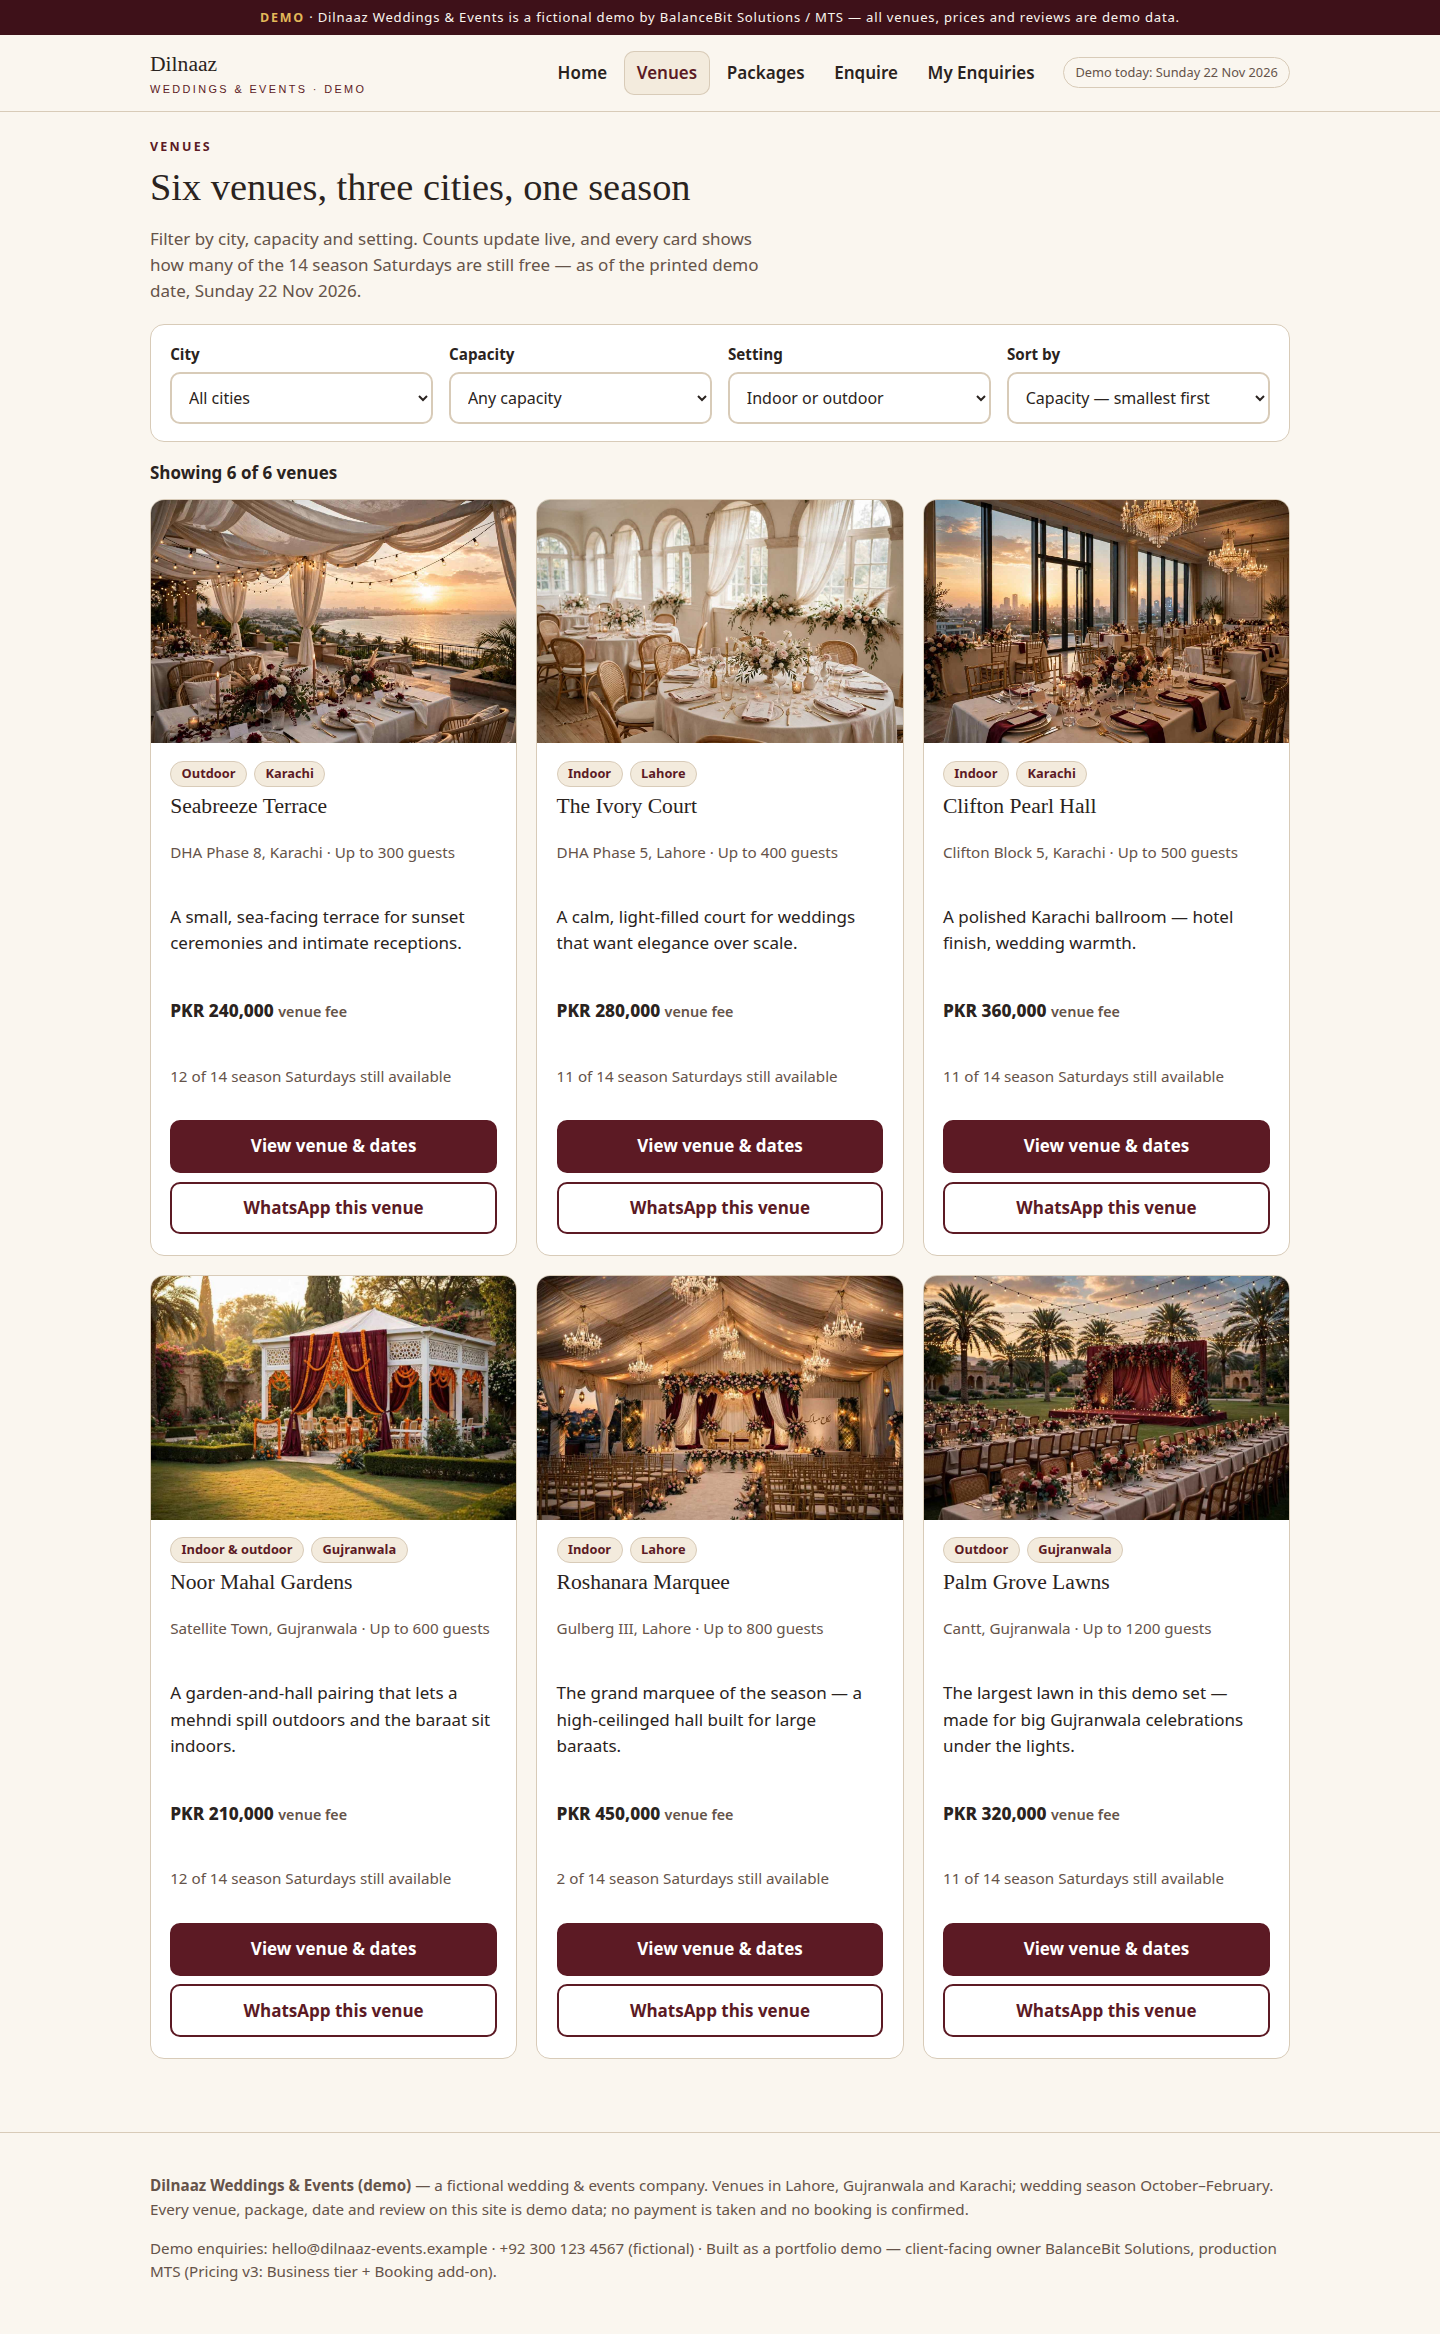 DEMO · Dilnaaz Weddings & Events is a fictional demo by BalanceBit Solutions / MTS — all venues, prices and reviews are demo data.
Dilnaaz
WEDDINGS & EVENTS · DEMO
Home
Venues
Packages
Enquire
My Enquiries
Demo today: Sunday 22 Nov 2026
VENUES
Six venues, three cities, one season
Filter by city, capacity and setting. Counts update live, and every card shows
how many of the 14 season Saturdays are still free — as of the printed demo
date, Sunday 22 Nov 2026.
City
All cities
Capacity
Any capacity
Setting
Indoor or outdoor
Sort by
Capacity — smallest first
Showing 6 of 6 venues
Outdoor
Karachi
Seabreeze Terrace
DHA Phase 8, Karachi · Up to 300 guests
A small, sea-facing terrace for sunset
ceremonies and intimate receptions.
PKR 240,000 venue fee
12 of 14 season Saturdays still available
View venue & dates
WhatsApp this venue
Indoor
Lahore
The Ivory Court
DHA Phase 5, Lahore · Up to 400 guests
A calm, light-filled court for weddings
that want elegance over scale.
PKR 280,000 venue fee
11 of 14 season Saturdays still available
View venue & dates
WhatsApp this venue
Indoor
Karachi
Clifton Pearl Hall
Clifton Block 5, Karachi · Up to 500 guests
A polished Karachi ballroom — hotel
finish, wedding warmth.
PKR 360,000 venue fee
11 of 14 season Saturdays still available
View venue & dates
WhatsApp this venue
Indoor & outdoor
Gujranwala
Noor Mahal Gardens
Satellite Town, Gujranwala · Up to 600 guests
A garden-and-hall pairing that lets a
mehndi spill outdoors and the baraat sit
indoors.
PKR 210,000 venue fee
12 of 14 season Saturdays still available
View venue & dates
WhatsApp this venue
Indoor
Lahore
Roshanara Marquee
Gulberg III, Lahore · Up to 800 guests
The grand marquee of the season — a
high-ceilinged hall built for large
baraats.
PKR 450,000 venue fee
2 of 14 season Saturdays still available
View venue & dates
WhatsApp this venue
Outdoor
Gujranwala
Palm Grove Lawns
Cantt, Gujranwala · Up to 1200 guests
The largest lawn in this demo set —
made for big Gujranwala celebrations
under the lights.
PKR 320,000 venue fee
11 of 14 season Saturdays still available
View venue & dates
WhatsApp this venue
Dilnaaz Weddings & Events (demo) — a fictional wedding & events company. Venues in Lahore, Gujranwala and Karachi; wedding season October–February.
Every venue, package, date and review on this site is demo data; no payment is taken and no booking is confirmed.
Demo enquiries: hello@dilnaaz-events.example · +92 300 123 4567 (fictional) · Built as a portfolio demo — client-facing owner BalanceBit Solutions, production
MTS (Pricing v3: Business tier + Booking add-on).